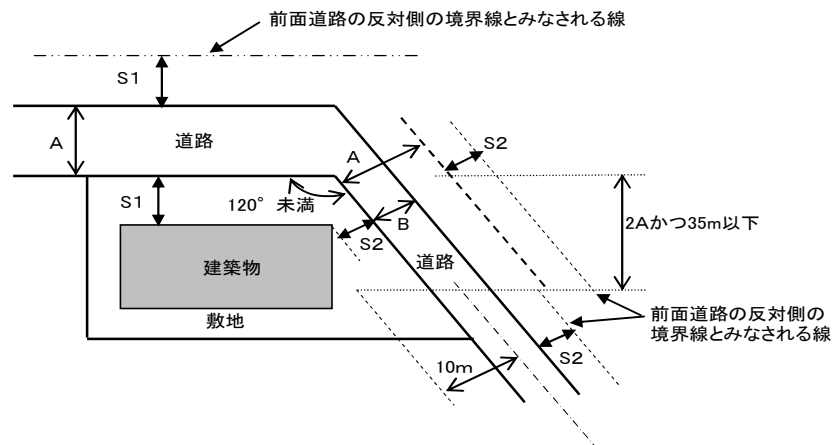 前面道路の反対側の境界線とみなされる線
S1
A
道路
A
S2
S1
120° 未満
B
2Aかつ35m以下
S2
道路
建築物
敷地
前面道路の反対側の
境界線とみなされる線
S2
10m